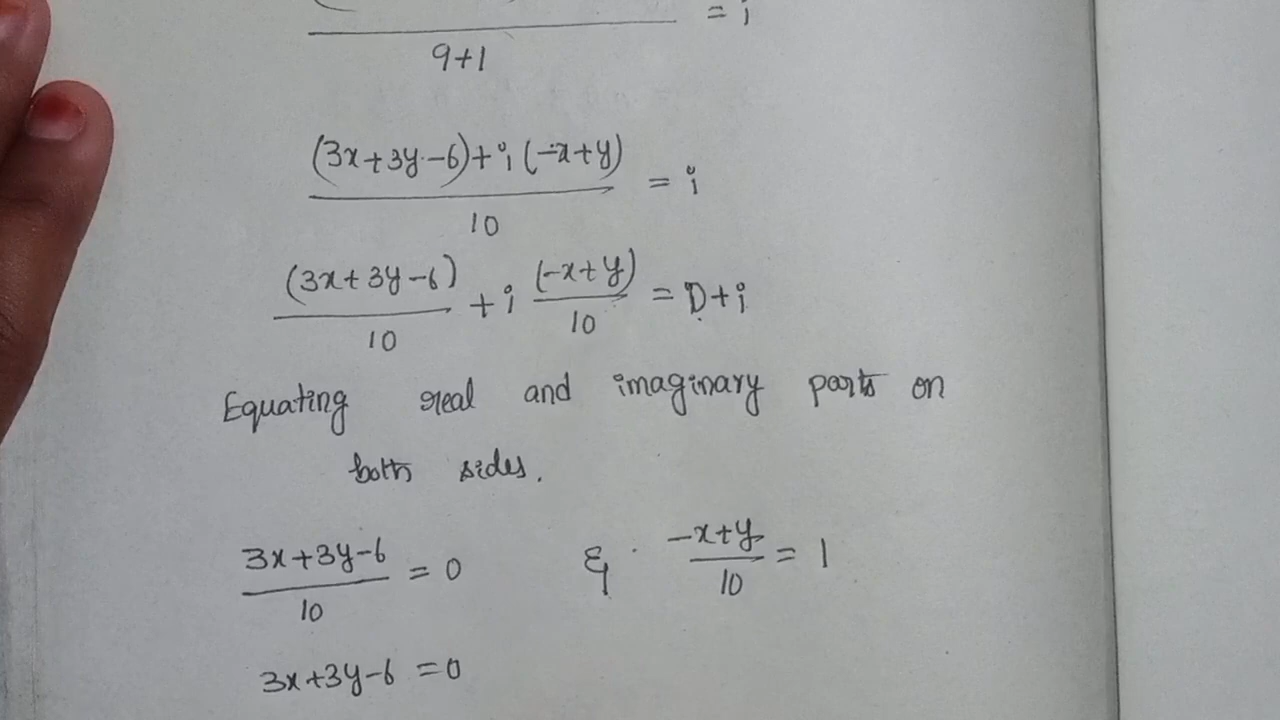 = i
9+1
(3x+3y-6)+i(-x+y)
= i
10
(3x+3y-6) + i (-x+y) = 0+i
10 10
Equating real and imaginary parts on
both sides.
3x+3y-6 = 0 & -x+y = 1
10 10
3x+3y-6 = 0